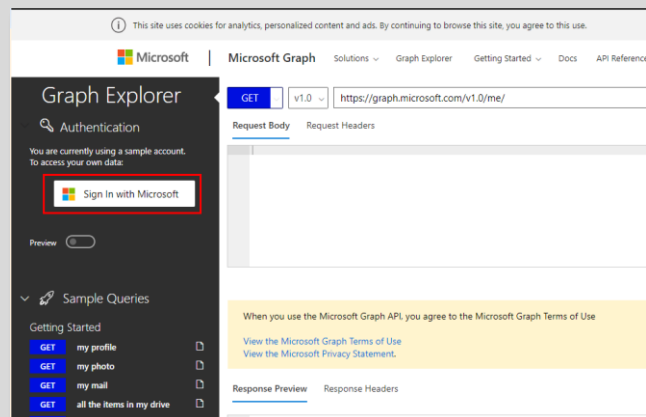 This site uses cookies for analytics, personalized content and ads. By continuing to browse this site, you agree to this use.
Microsoft | Microsoft Graph Solutions Graph Explorer Getting Started Docs API Reference
Graph Explorer
GET v1.0 https://graph.microsoft.com/v1.0/me/
Authentication
Request Body Request Headers
You are currently using a sample account.
To access your own data:
Sign In with Microsoft
Preview
Sample Queries
When you use the Microsoft Graph API, you agree to the Microsoft Graph Terms of Use
Getting Started
View the Microsoft Graph Terms of Use
GET my profile
View the Microsoft Privacy Statement.
GET my photo
GET my mail
Response Preview Response Headers
GET all the items in my drive